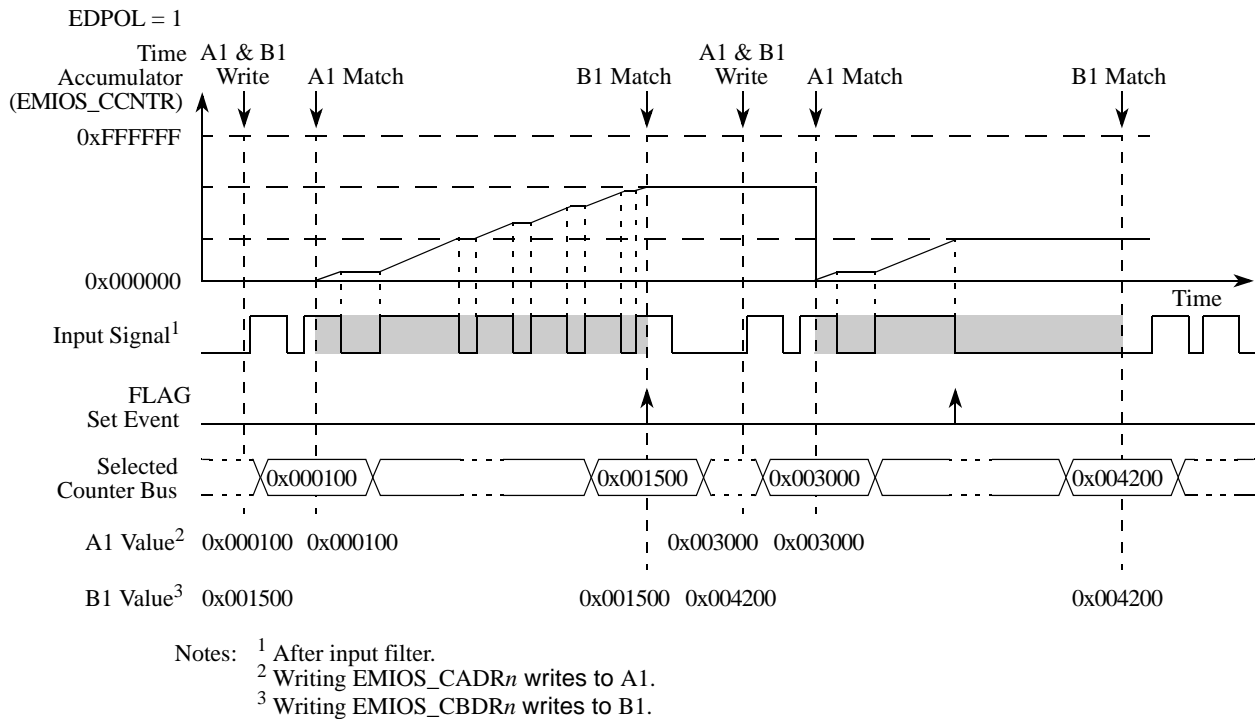 EDPOL = 1
Time A1 & B1 A1 & B1
Accumulator Write A1 Match B1 Match Write A1 Match B1 Match
(EMIOS_CCNTR)
0xFFFFFF
0x000000
Time
Input Signal1
FLAG
Set Event
Selected
0x000100 0x001500 0x003000 0x004200
Counter Bus
A1 Value2 0x000100 0x000100 0x003000 0x003000
B1 Value3 0x001500 0x001500 0x004200 0x004200
Notes: 1 After input filter.
2 Writing EMIOS_CADRn writes to A1.
3 Writing EMIOS_CBDRn writes to B1.